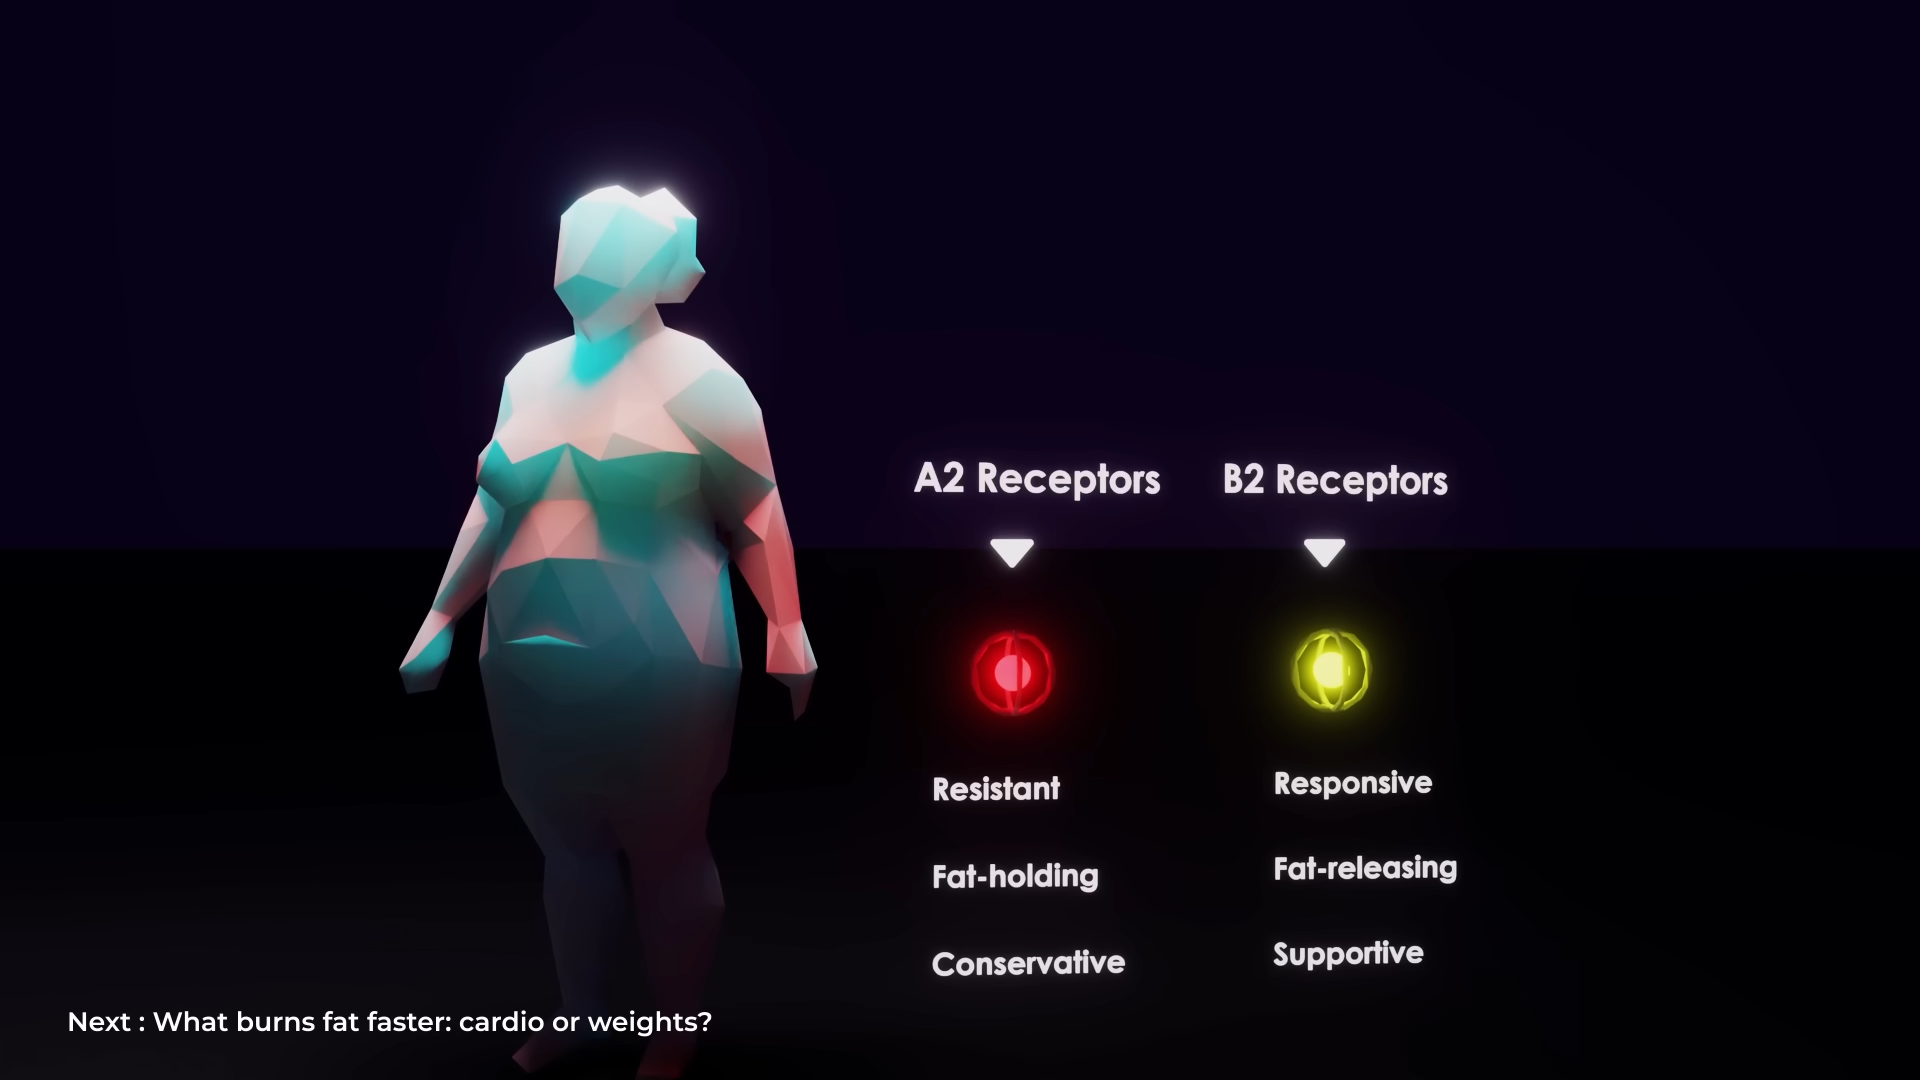 A2 Receptors
B2 Receptors
Resistant
Fat-holding
Conservative
Responsive
Fat-releasing
Supportive
Next : What burns fat faster: cardio or weights?